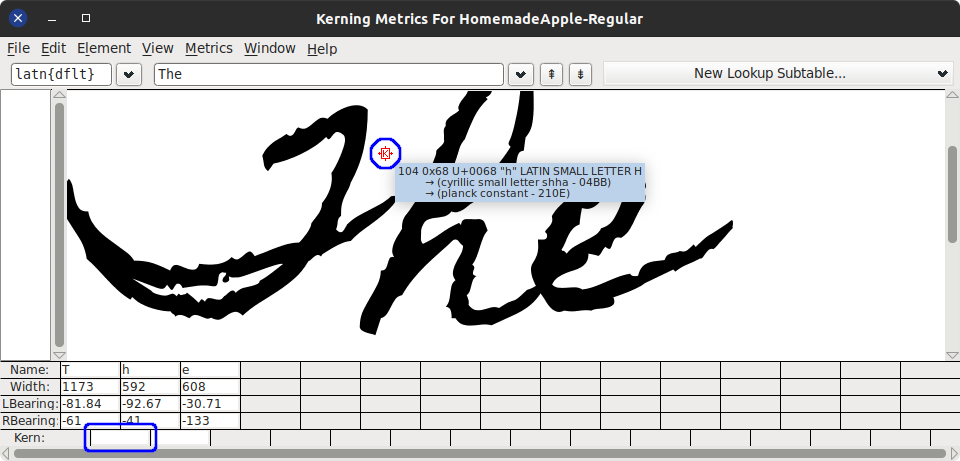 Kerning Metrics For HomemadeApple-Regular
File Edit Element View Metrics Window Help
latn{dflt} The New Lookup Subtable...
The
104 0x68 U+0068 "h" LATIN SMALL LETTER H
→ (cyrillic small letter shha - 04BB)
→ (planck constant - 210E)
Name: T h e
Width: 1173 592 608
LBearing: -81.84 -92.67 -30.71
RBearing: -61 -41 -133
Kern: